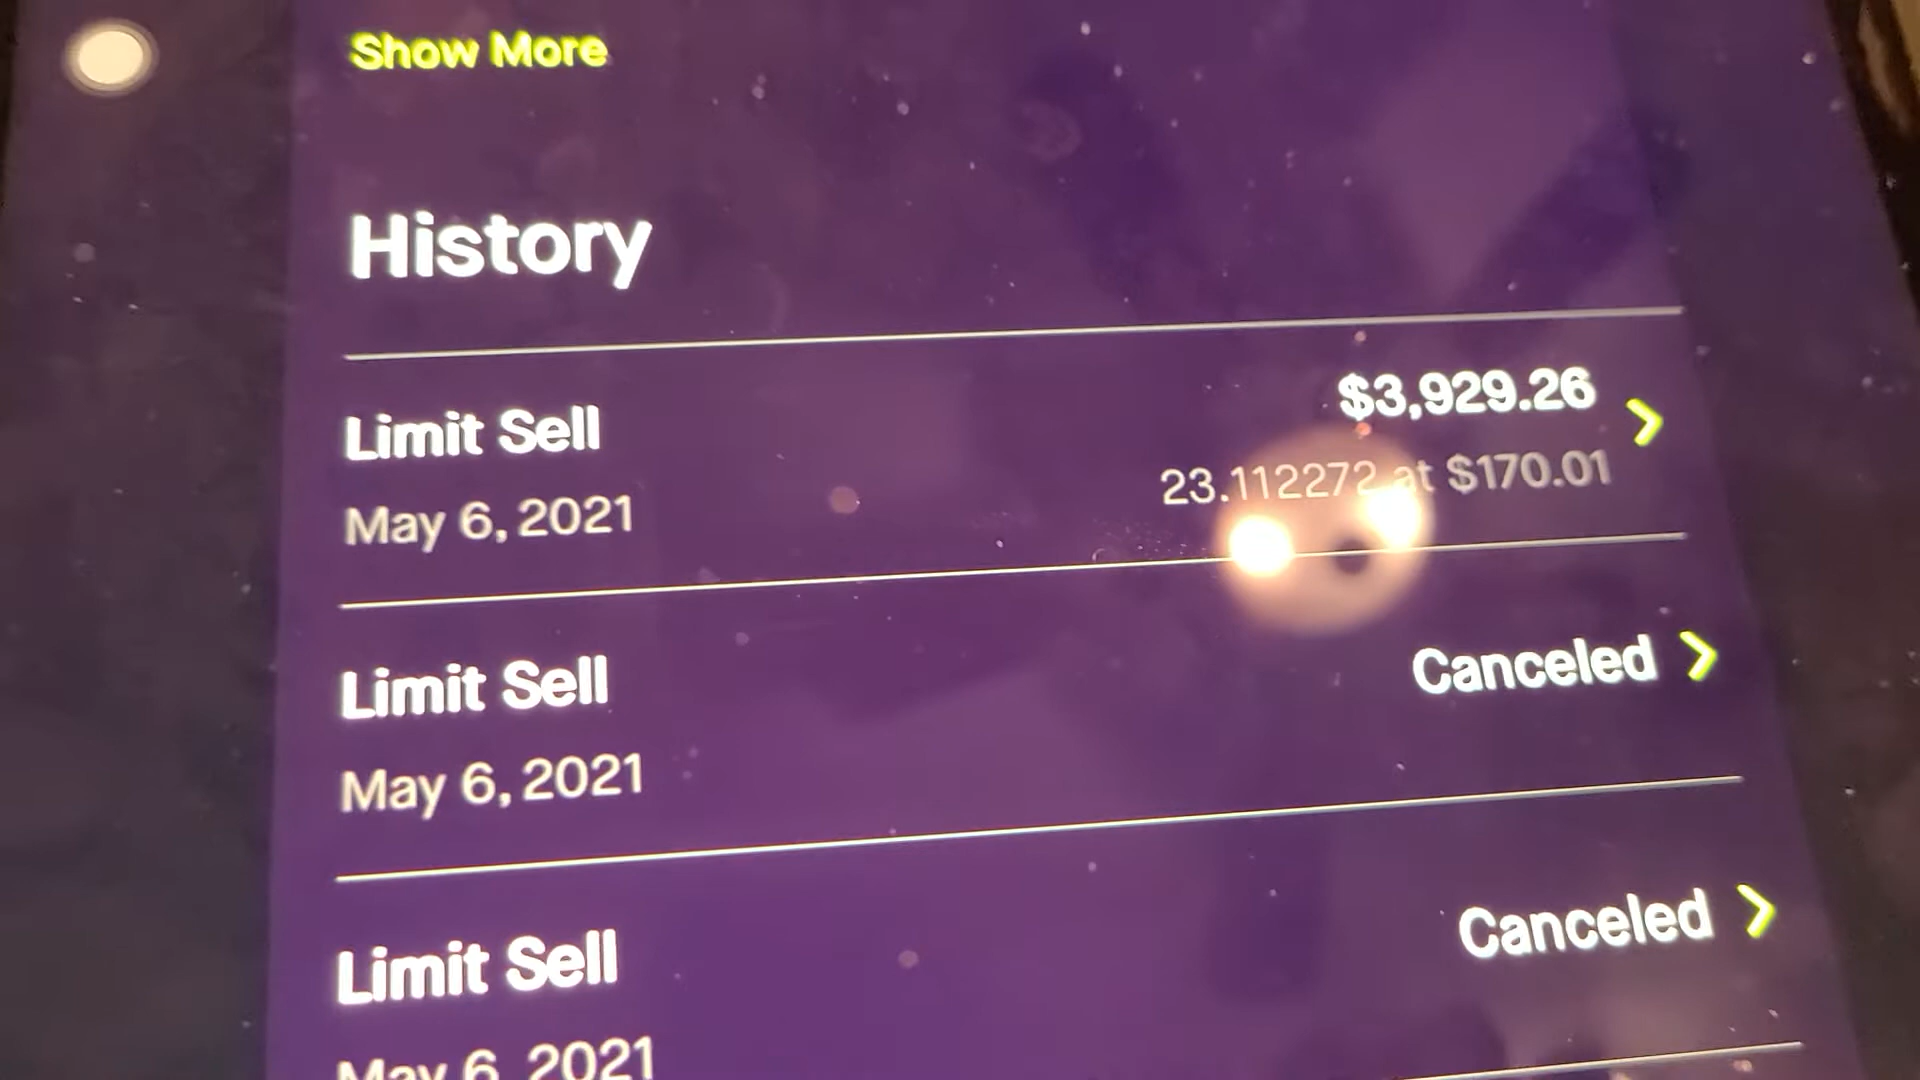 Show More
History
Limit Sell
$3,929.26
May 6, 2021
23.112272 at $170.01
Limit Sell
Canceled
May 6, 2021
Limit Sell
Canceled
May 6, 2021